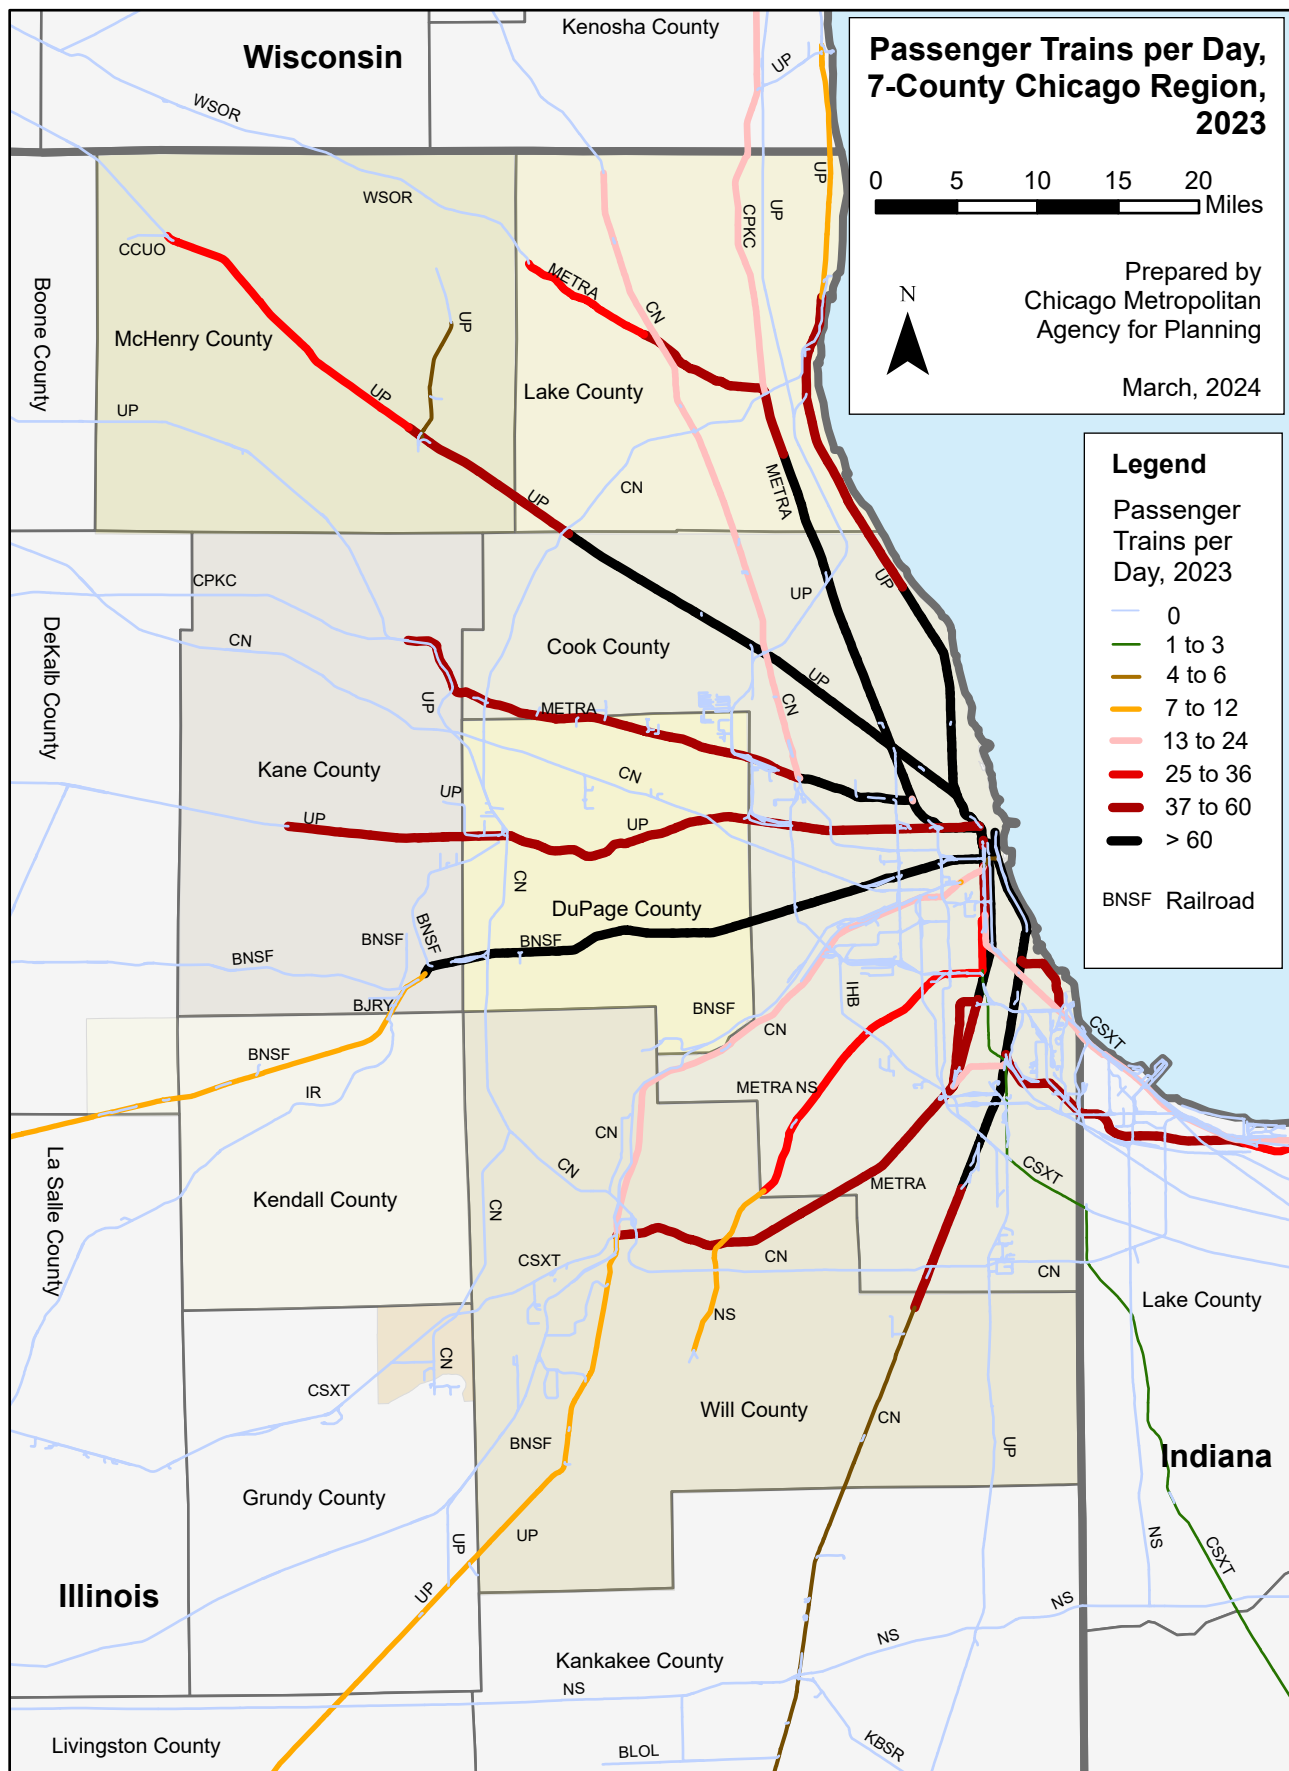 Passenger Trains per Day,
7-County Chicago Region,
2023
0 5 10 15 20
Miles
Prepared by
Chicago Metropolitan
Agency for Planning
March, 2024
N
Legend
Passenger
Trains per
Day, 2023
0
1 to 3
4 to 6
7 to 12
13 to 24
25 to 36
37 to 60
> 60
BNSF Railroad
Wisconsin
Kenosha County
UP
WSOR
WSOR
UP
UP
CPKC
CCUO
METRA
CN
Boone County
McHenry County
UP
Lake County
UP
UP
METRA
CN
UP
UP
CPKC
UP
DeKalb County
CN
Cook County
UP
UP
METRA
CN
Kane County
CN
UP
UP
UP
CN
DuPage County
BNSF
BNSF
BNSF
BNSF
IHB
BJRY
BNSF
CN
CSXT
BNSF
IR
METRA NS
CN
La Salle County
CN
CSXT
METRA
Kendall County
CN
CSXT
CN
CN
Lake County
NS
CN
CSXT
Will County
CN
BNSF
UP
Indiana
Grundy County
UP
UP
NS
CSXT
Illinois
UP
NS
NS
Kankakee County
NS
Livingston County
BLOL
KBSR